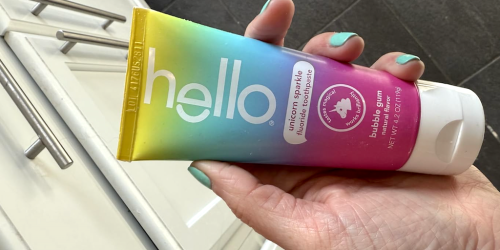 hello®
unicorn sparkle
fluoride toothpaste
bubble gum
natural flavor
NET WT 4.2 OZ (119g)